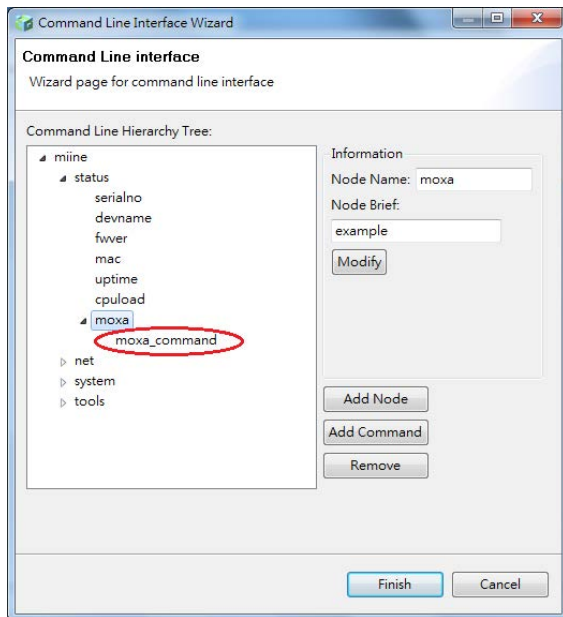 Command Line Interface Wizard
Command Line interface
Wizard page for command line interface
Command Line Hierarchy Tree:
miine
status
serialno
devname
fwver
mac
uptime
cpuload
moxa
moxa_command
net
system
tools
Information
Node Name: moxa
Node Brief:
example
Modify
Add Node
Add Command
Remove
Finish
Cancel